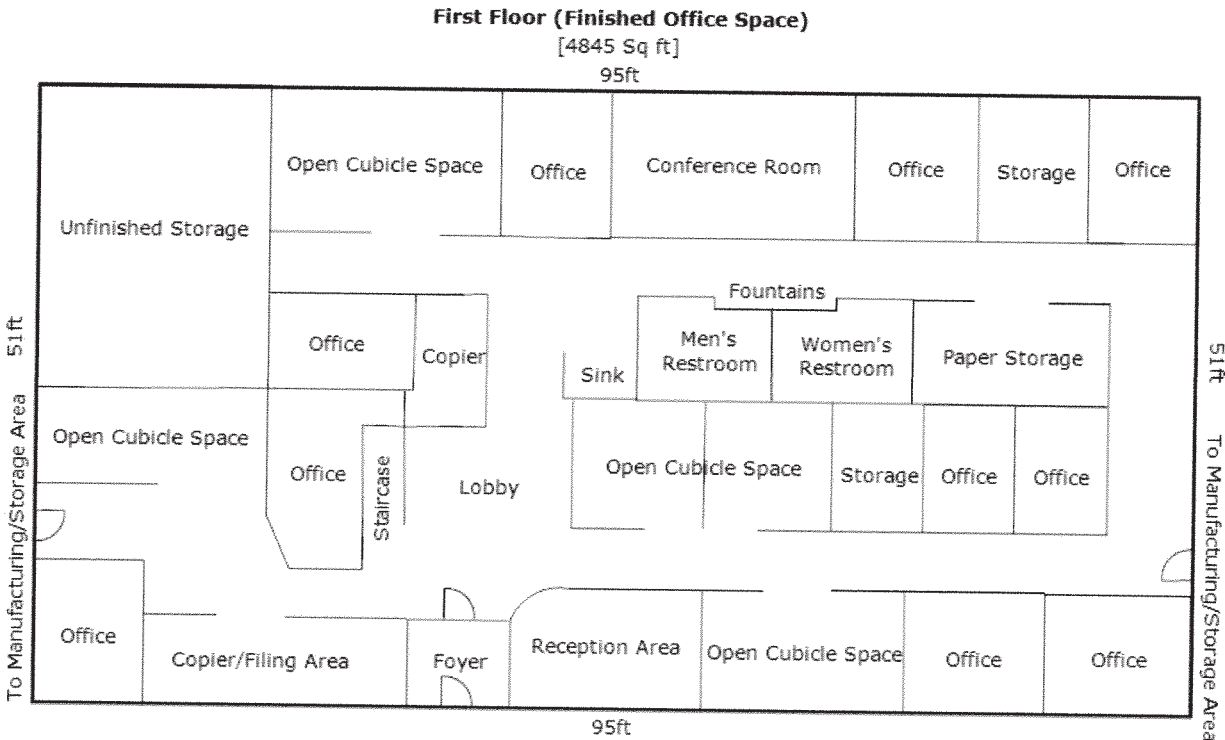 First Floor (Finished Office Space)
[4845 Sq ft]
95ft
Open Cubicle Space
Office
Conference Room
Office
Storage
Office
Unfinished Storage
Fountains
Office
Copier
Sink
Men's
Restroom
Women's
Restroom
Paper Storage
51ft
51ft
To Manufacturing/Storage Area
Open Cubicle Space
Office
Staircase
Lobby
Open Cubicle Space
Storage
Office
Office
To Manufacturing/Storage Area
Office
Copier/Filing Area
Foyer
Reception Area
Open Cubicle Space
Office
Office
95ft